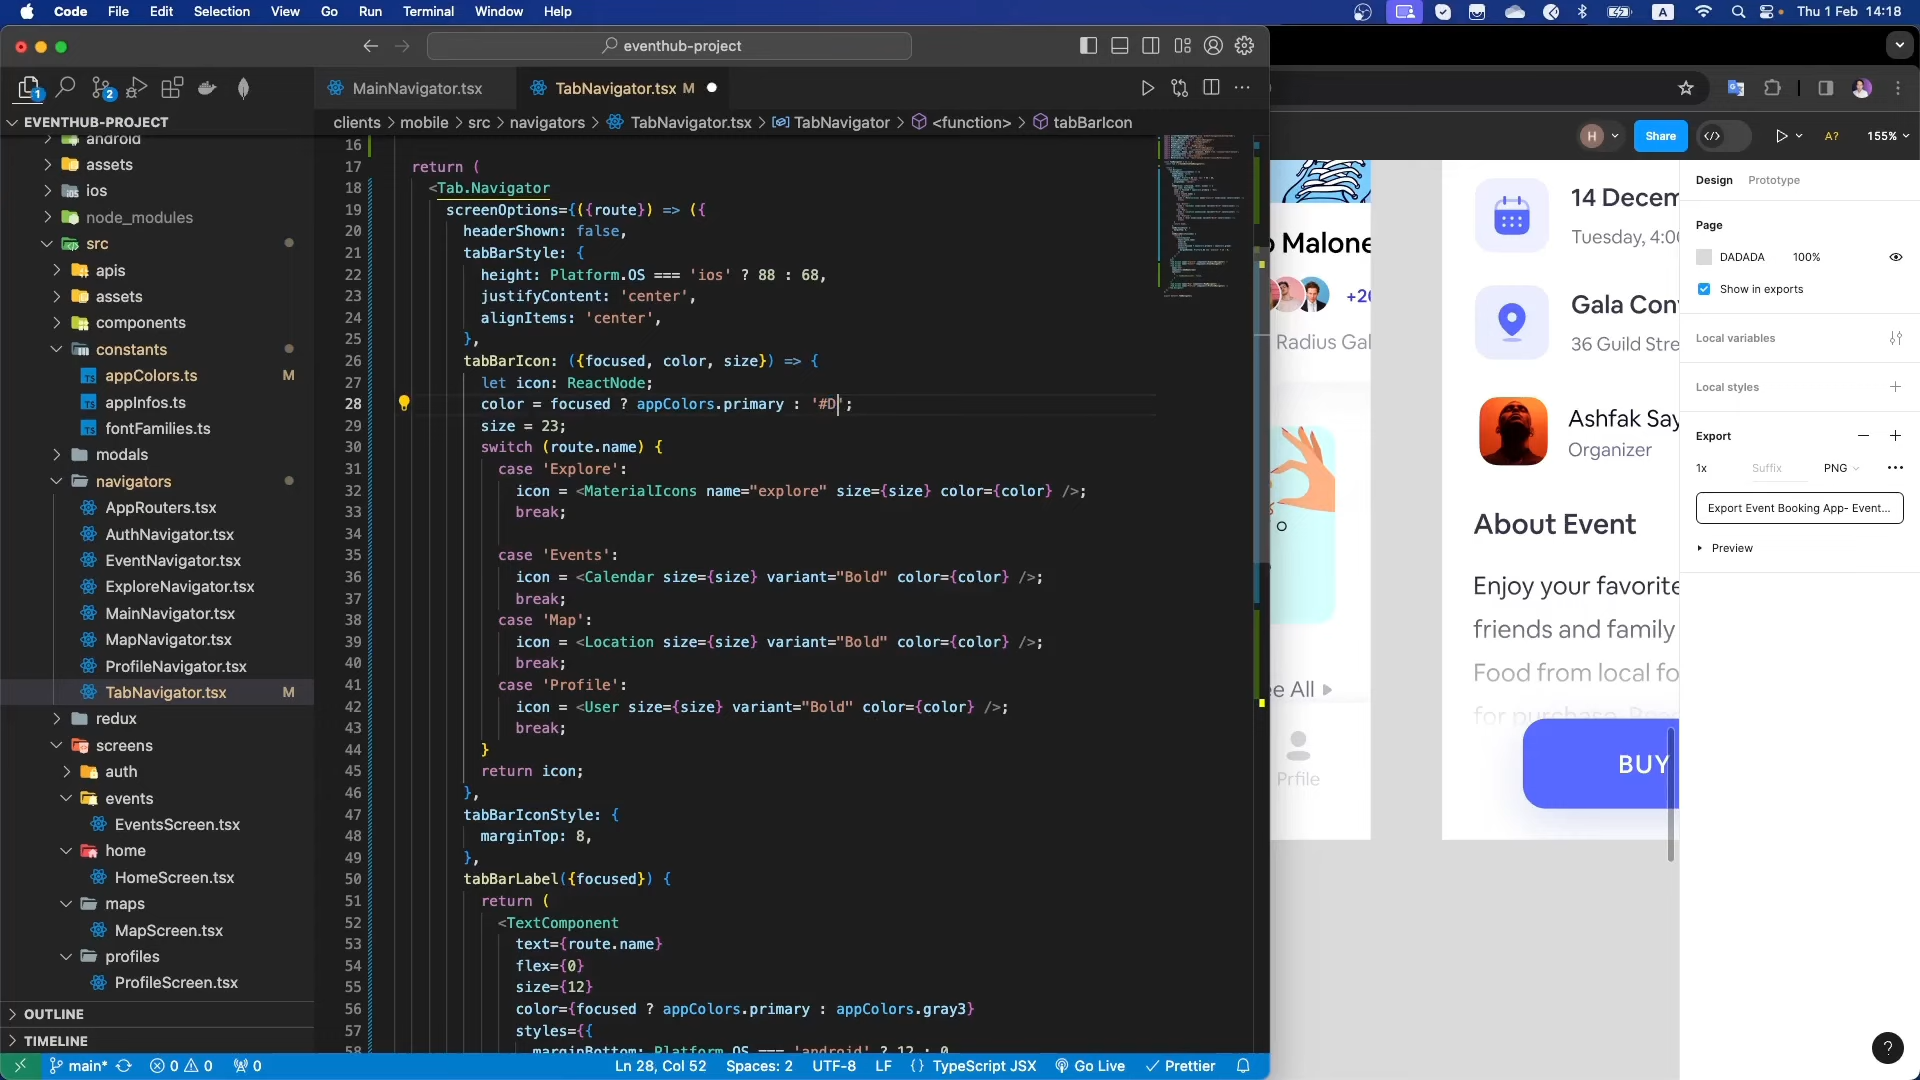 Code File Edit Selection View Go Run Terminal Window Help
A
Thu 1 Feb 14:18
eventhub-project
1
2
MainNavigator.tsx
TabNavigator.tsx M
EVENTHUB-PROJECT
clients > mobile > src > navigators > TabNavigator.tsx > TabNavigator > <function> > tabBarIcon
android
assets
ios
node_modules
src
apis
assets
components
constants
appColors.ts M
appInfos.ts
fontFamilies.ts
modals
navigators
AppRouters.tsx
AuthNavigator.tsx
EventNavigator.tsx
ExploreNavigator.tsx
MainNavigator.tsx
MapNavigator.tsx
ProfileNavigator.tsx
TabNavigator.tsx M
redux
screens
auth
events
EventsScreen.tsx
home
HomeScreen.tsx
maps
MapScreen.tsx
profiles
ProfileScreen.tsx
OUTLINE
TIMELINE
16
17 return (
18 <Tab.Navigator
19 screenOptions={({route}) => ({
20 headerShown: false,
21 tabBarStyle: {
22 height: Platform.OS === 'ios' ? 88 : 68,
23 justifyContent: 'center',
24 alignItems: 'center',
25 },
26 tabBarIcon: ({focused, color, size}) => {
27 let icon: ReactNode;
28 color = focused ? appColors.primary : '#D';
29 size = 23;
30 switch (route.name) {
31 case 'Explore':
32 icon = <MaterialIcons name="explore" size={size} color={color} />;
33 break;
34
35 case 'Events':
36 icon = <Calendar size={size} variant="Bold" color={color} />;
37 break;
38 case 'Map':
39 icon = <Location size={size} variant="Bold" color={color} />;
40 break;
41 case 'Profile':
42 icon = <User size={size} variant="Bold" color={color} />;
43 break;
44 }
45 return icon;
46 },
47 tabBarIconStyle: {
48 marginTop: 8,
49 },
50 tabBarLabel({focused}) {
51 return (
52 <TextComponent
53 text={route.name}
54 flex={0}
55 size={12}
56 color={focused ? appColors.primary : appColors.gray3}
57 styles={{
58 marginBottom: Platform.OS === 'android' ? 12 : 0
main* 0 0 0
Ln 28, Col 52 Spaces: 2 UTF-8 LF {} TypeScript JSX Go Live Prettier
H
Share
</>
A?
155%
o Malone
+20
Radius Gal
ee All
Prfile
14 Decem
Tuesday, 4:0
Gala Con
36 Guild Stre
Ashfak Say
Organizer
About Event
Enjoy your favorite
friends and family
Food from local fo
for purchase.
BUY
Design Prototype
Page
DADADA 100%
Show in exports
Local variables
Local styles
Export
1x Suffix PNG
Export Event Booking App- Event...
Preview
?